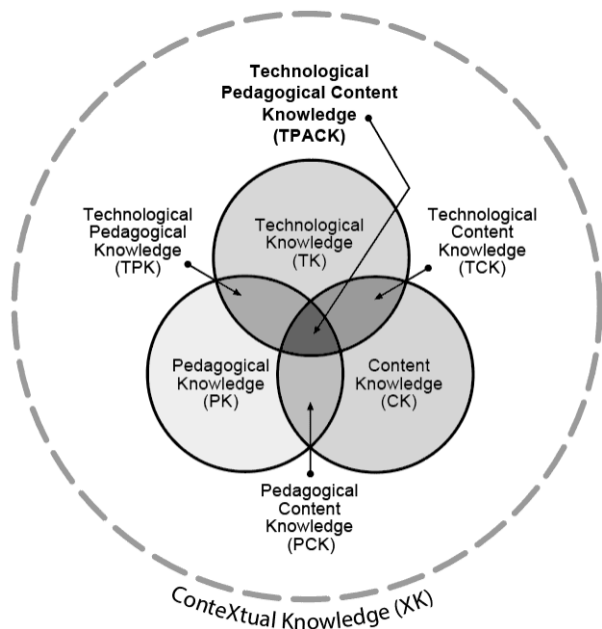 Technological
Pedagogical Content
Knowledge
(TPACK)
Technological
Pedagogical
Knowledge
(TPK)
Technological
Knowledge
(TK)
Technological
Content
Knowledge
(TCK)
Pedagogical
Knowledge
(PK)
Content
Knowledge
(CK)
Pedagogical
Content
Knowledge
(PCK)
ConteXtual Knowledge (XK)